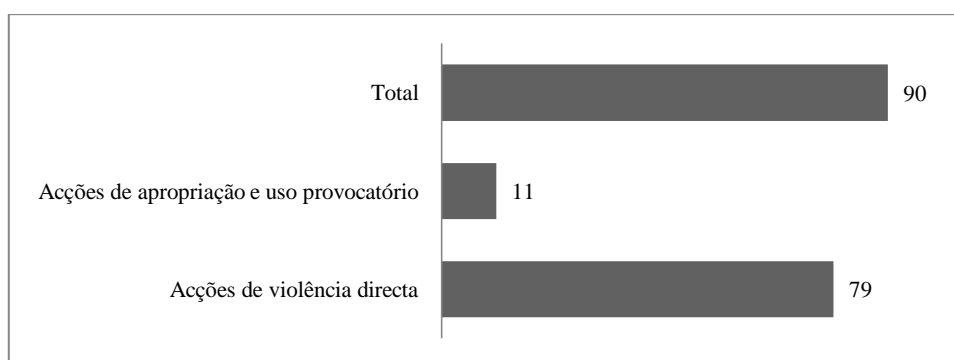 Total
90
Acções de apropriação e uso provocatório
11
Acções de violência directa
79